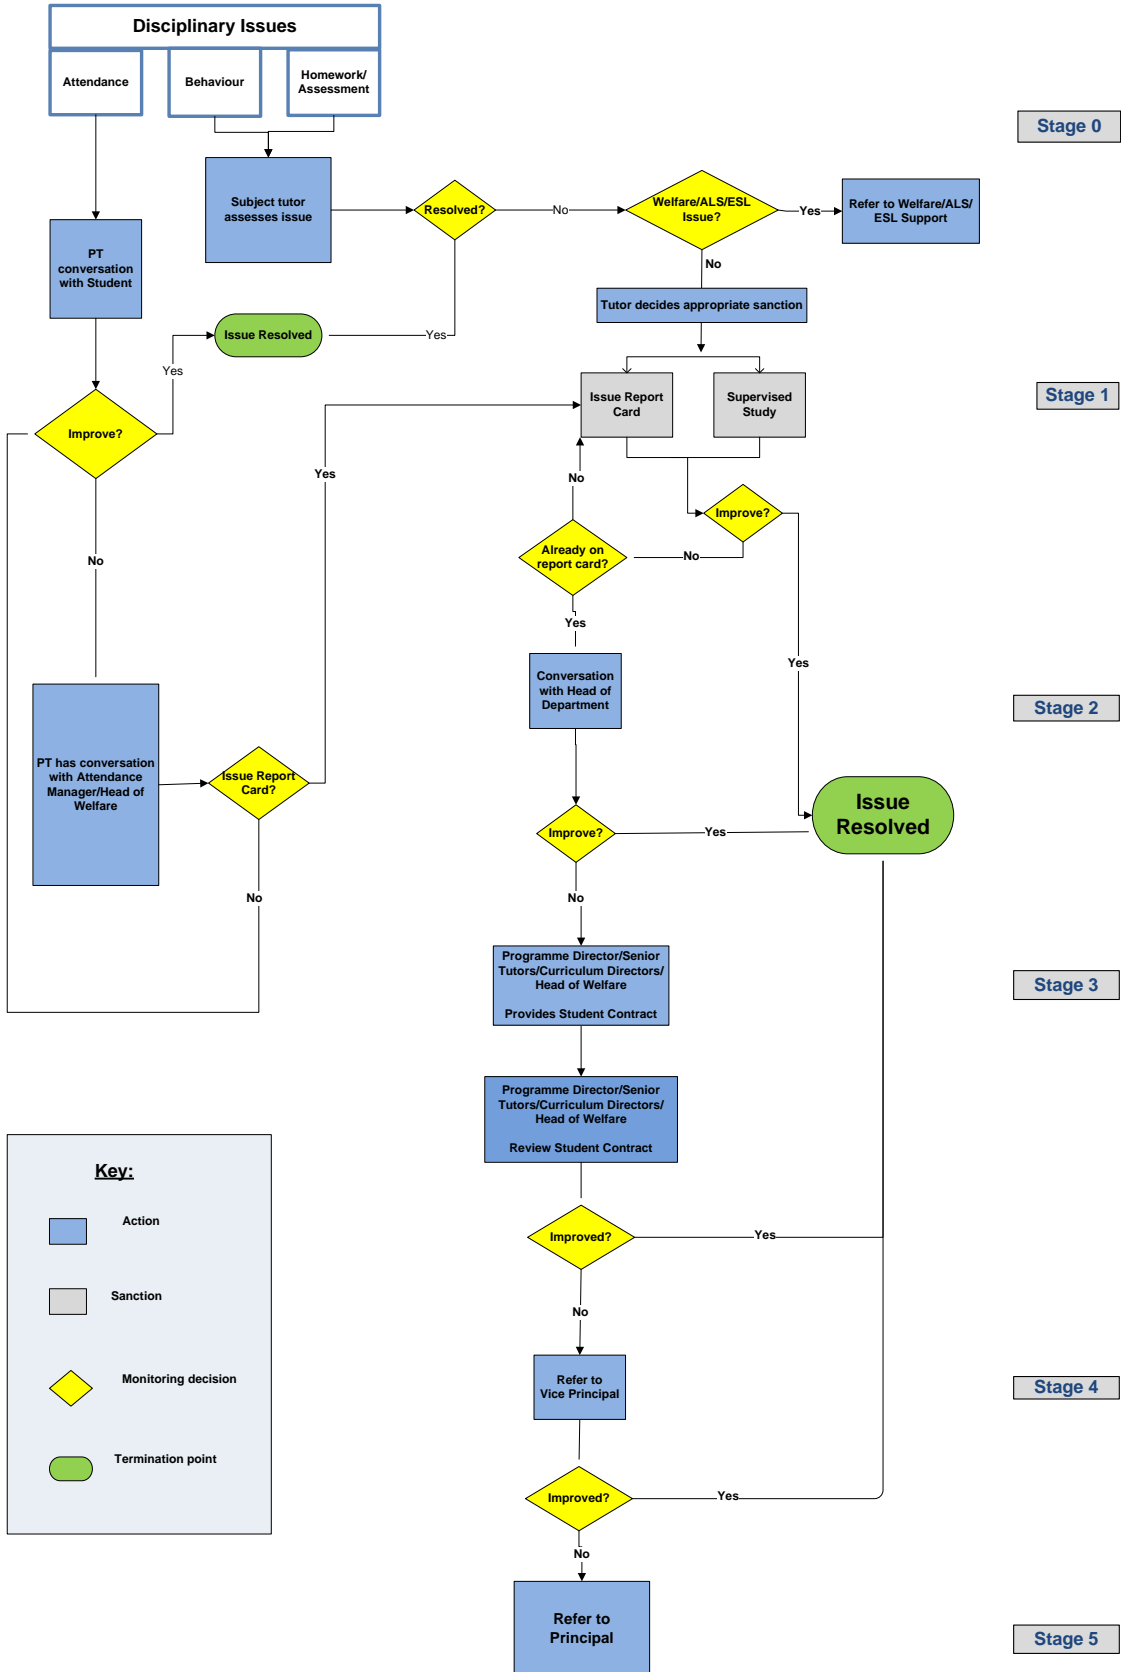 Disciplinary Issues
Attendance
Behaviour
Homework/
Assessment
Stage 0
Subject tutor
assesses issue
Resolved?
No
Welfare/ALS/ESL
Issue?
Yes
Refer to Welfare/ALS/
ESL Support
PT
conversation
with Student
No
Tutor decides appropriate sanction
Issue Resolved
Yes
Yes
Issue Report
Card
Supervised
Study
Stage 1
Improve?
Yes
No
Improve?
No
Already on
report card?
No
Yes
Yes
Conversation
with Head of
Department
Stage 2
PT has conversation
with Attendance
Manager/Head of
Welfare
Issue Report
Card?
Issue
Resolved
Improve?
Yes
No
No
Programme Director/Senior
Tutors/Curriculum Directors/
Head of Welfare
Provides Student Contract
Stage 3
Programme Director/Senior
Tutors/Curriculum Directors/
Head of Welfare
Review Student Contract
Key:
Action
Sanction
Monitoring decision
Termination point
Improved?
Yes
No
Refer to
Vice Principal
Stage 4
Improved?
Yes
No
Refer to
Principal
Stage 5